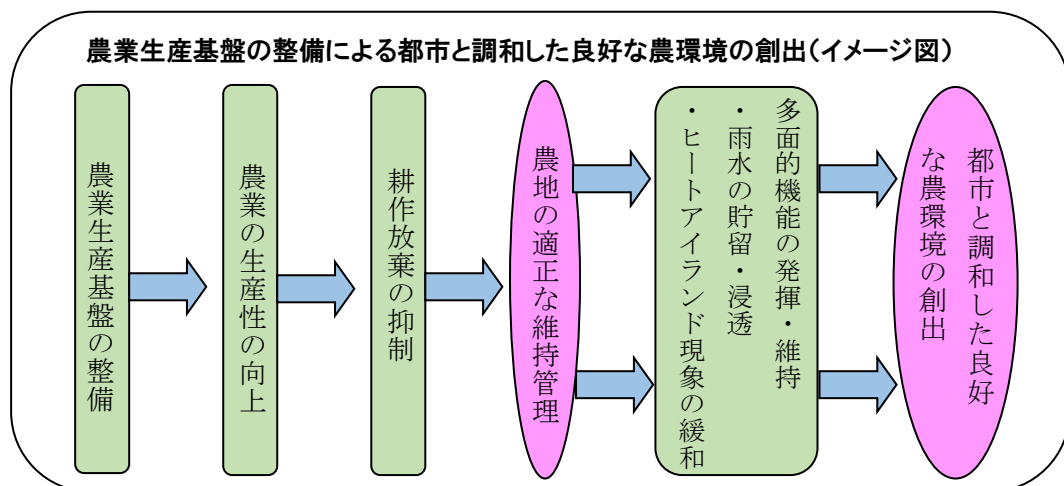 農業生産基盤の整備による都市と調和した良好な農環境の創出(イメージ図)
農業生産基盤の整備
農業の生産性の向上
耕作放棄の抑制
農地の適正な維持管理
多面的機能の発揮・維持
・雨水の貯留・浸透
・ヒートアイランド現象の緩和
都市と調和した良好
な農環境の創出